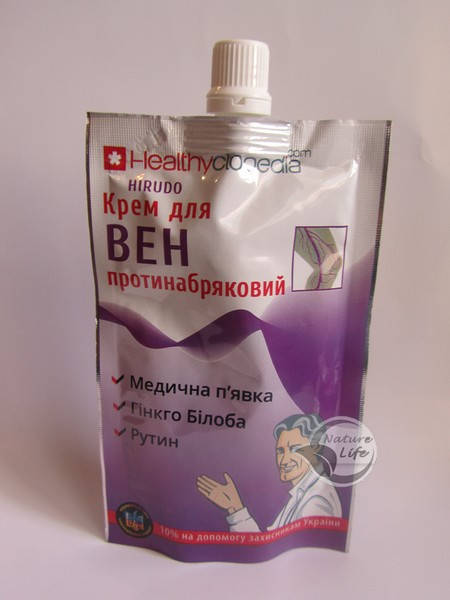 Healthyclopedia.com
HIRUDO
Крем для
ВЕН
протинабряковий
Медична п'явка
Гінкго Білоба
Рутин
Nature
Life
10% на допомогу захисникам України